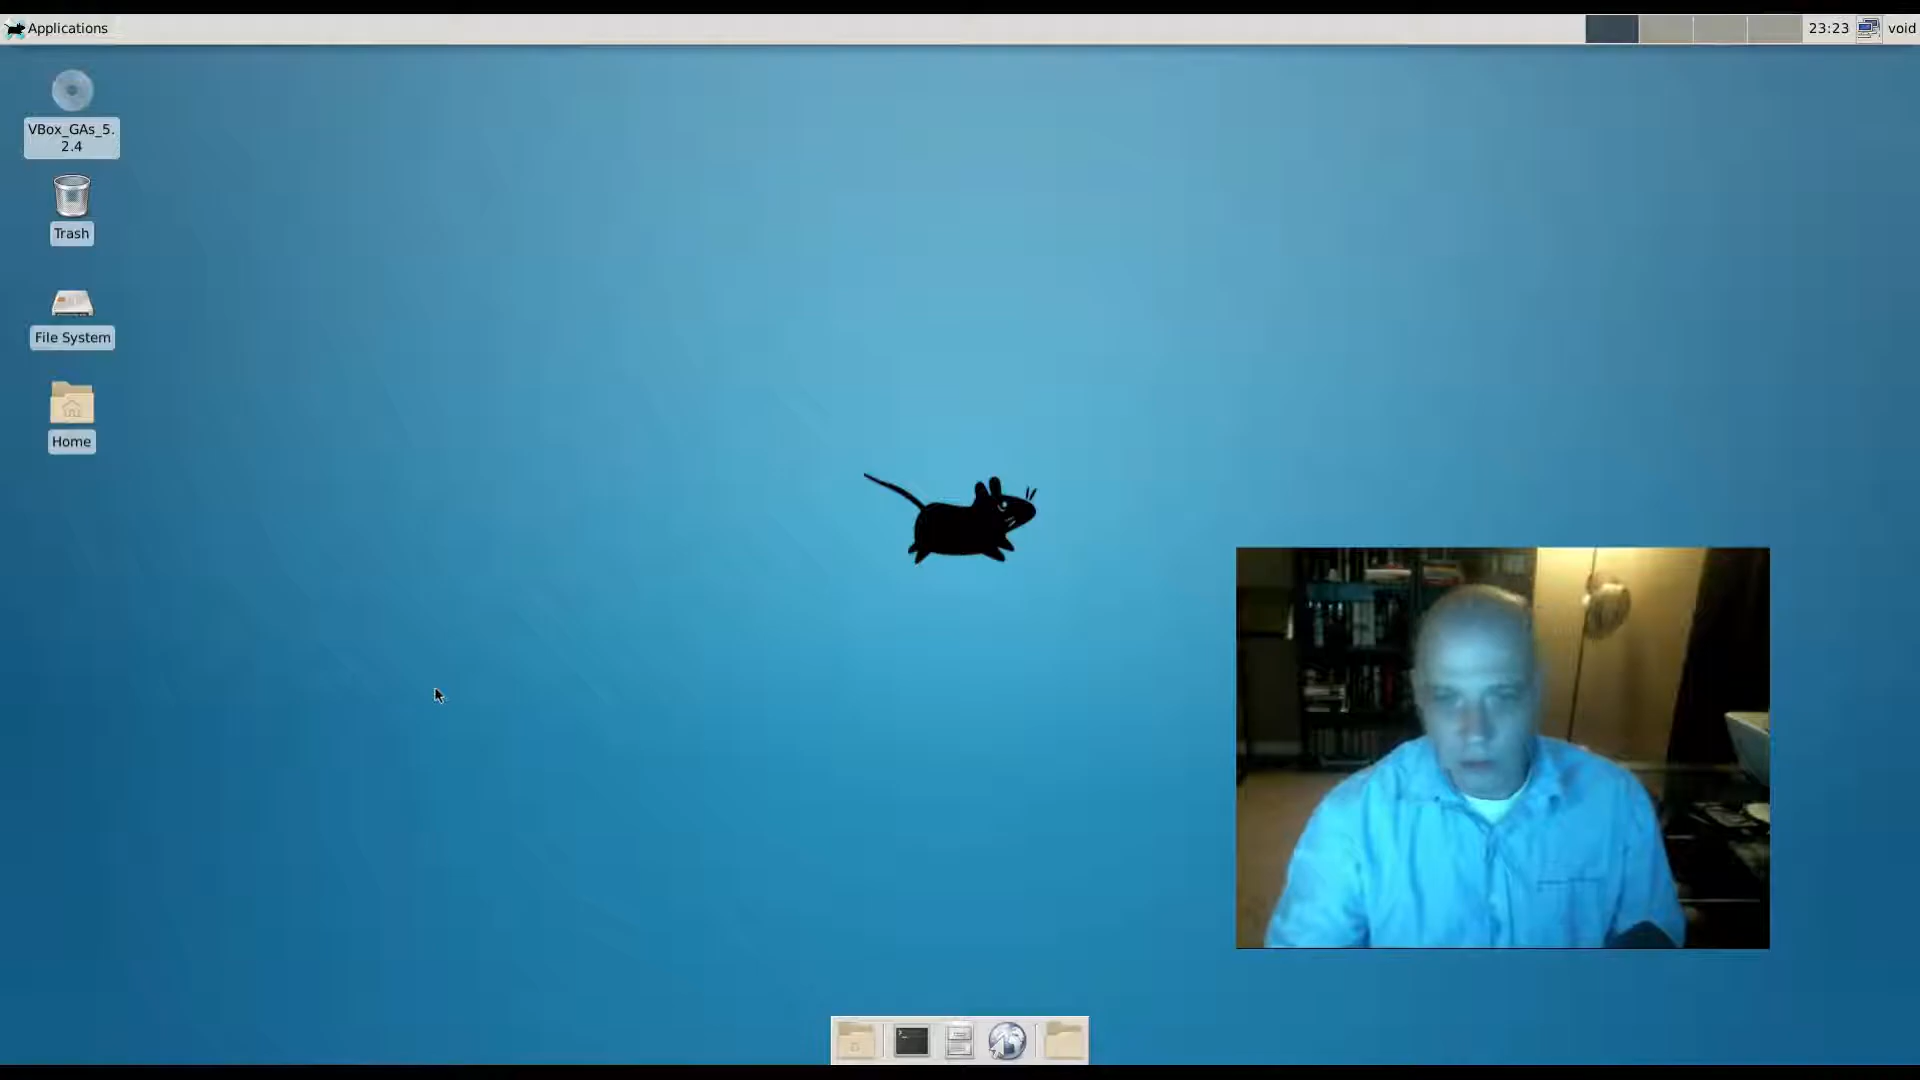 Applications
23:23
void
VBox_GAs_5.
2.4
Trash
File System
Home